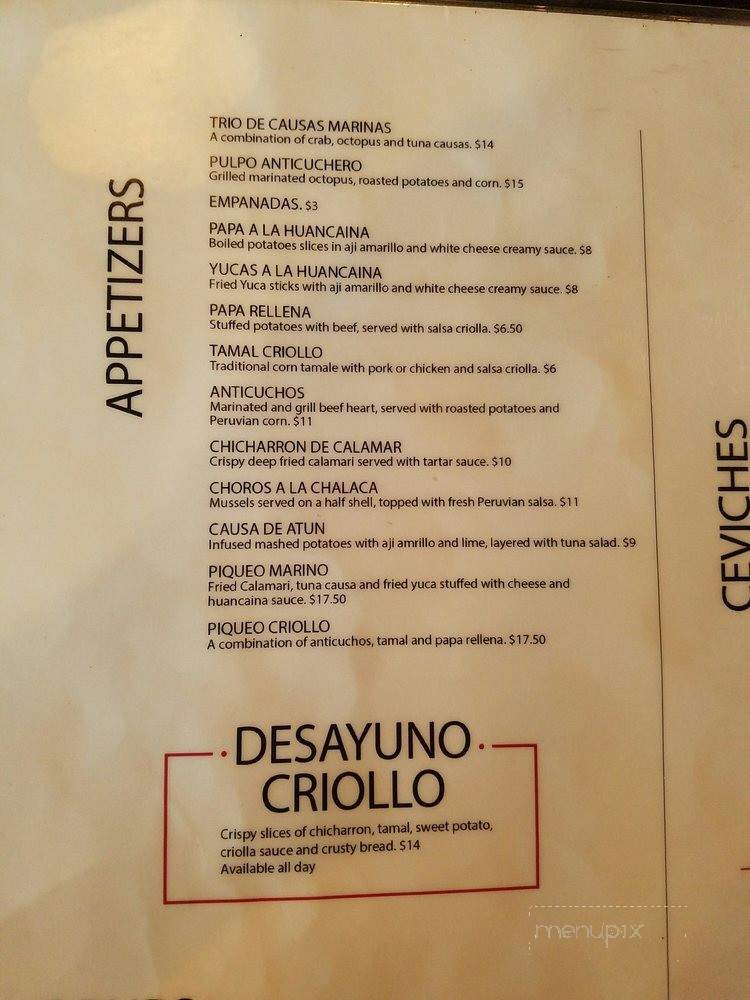 APPETIZERS
TRIO DE CAUSAS MARINAS
A combination of crab, octopus and tuna causas. $14
PULPO ANTICUCHERO
Grilled marinated octopus, roasted potatoes and corn. $15
EMPANADAS. $3
PAPA A LA HUANCAINA
Boiled potatoes slices in aji amarillo and white cheese creamy sauce. $8
YUCAS A LA HUANCAINA
Fried Yuca sticks with aji amarillo and white cheese creamy sauce. $8
PAPA RELLENA
Stuffed potatoes with beef, served with salsa criolla. $6.50
TAMAL CRIOLLO
Traditional corn tamale with pork or chicken and salsa criolla. $6
ANTICUCHOS
Marinated and grill beef heart, served with roasted potatoes and
Peruvian corn. $11
CHICHARRON DE CALAMAR
Crispy deep fried calamari served with tartar sauce. $10
CHOROS A LA CHALACA
Mussels served on a half shell, topped with fresh Peruvian salsa. $11
CAUSA DE ATUN
Infused mashed potatoes with aji amrillo and lime, layered with tuna salad. $9
PIQUEO MARINO
Fried Calamari, tuna causa and fried yuca stuffed with cheese and
huancaina sauce. $17.50
PIQUEO CRIOLLO
A combination of anticuchos, tamal and papa rellena. $17.50
• DESAYUNO •
CRIOLLO
Crispy slices of chicharron, tamal, sweet potato,
criolla sauce and crusty bread. $14
Available all day
CEVICHES
menupix